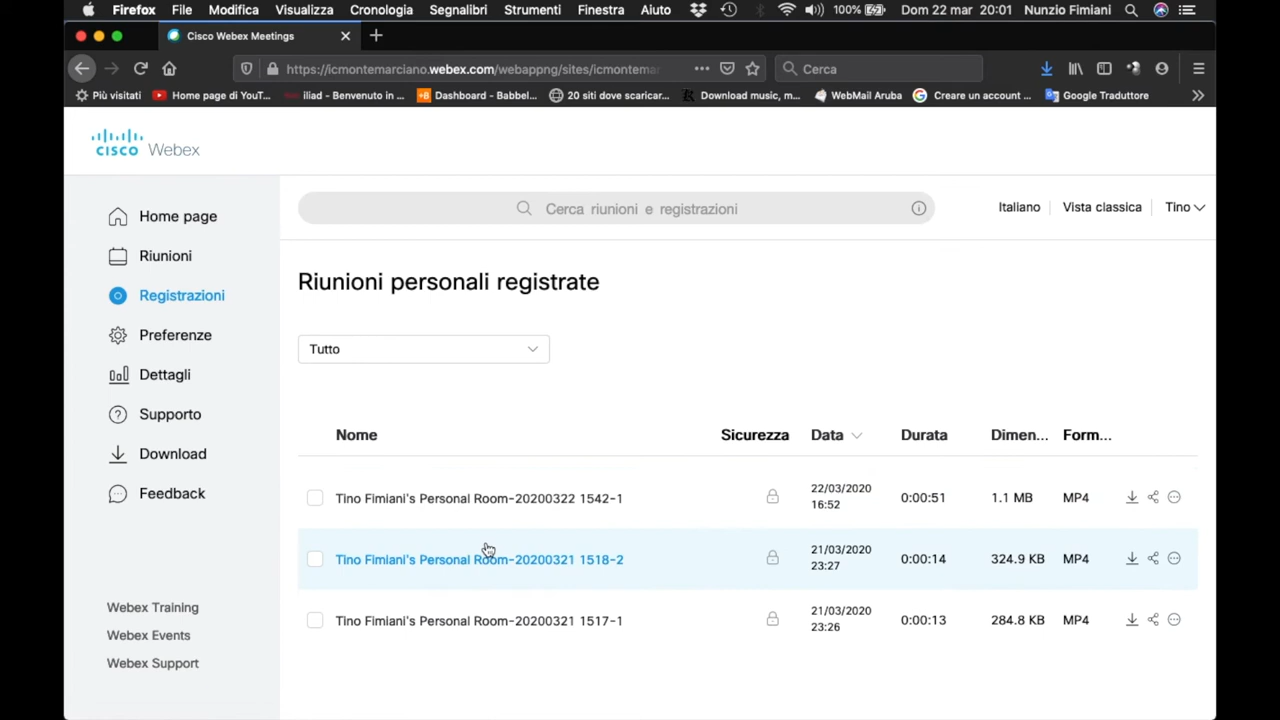 Firefox File Modifica Visualizza Cronologia Segnalibri Strumenti Finestra Aiuto 100% Dom 22 mar 20:01 Nunzio Fimiani
Cisco Webex Meetings
https://icmontemarciano.webex.com/webappng/sites/icmontemar Cerca
Più visitati Home page di YouT... iliad - Benvenuto in ... Dashboard - Babbel... 20 siti dove scaricar... Download music, m... WebMail Aruba Creare un account ... Google Traduttore
CISCO Webex
Home page
Riunioni
Registrazioni
Preferenze
Dettagli
Supporto
Download
Feedback
Webex Training
Webex Events
Webex Support
Cerca riunioni e registrazioni
Italiano Vista classica Tino
Riunioni personali registrate
Tutto
Nome Sicurezza Data Durata Dimen... Form...
Tino Fimiani's Personal Room-20200322 1542-1 22/03/2020 16:52 0:00:51 1.1 MB MP4
Tino Fimiani's Personal Room-20200321 1518-2 21/03/2020 23:27 0:00:14 324.9 KB MP4
Tino Fimiani's Personal Room-20200321 1517-1 21/03/2020 23:26 0:00:13 284.8 KB MP4